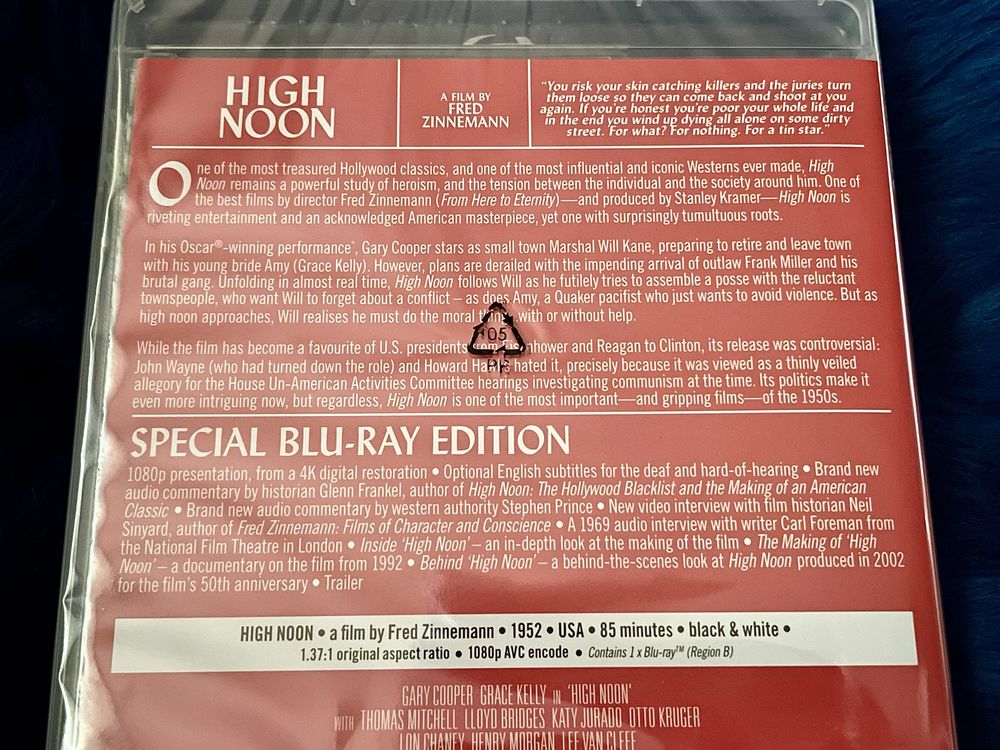 HIGH
NOON
A FILM BY
FRED
ZINNEMANN
“You risk your skin catching killers and the juries turn
them loose so they can come back and shoot at you
again. If you’re honest you’re poor your whole life and
in the end you wind up dying all alone on some dirty
street. For what? For nothing. For a tin star.”
One of the most treasured Hollywood classics, and one of the most influential and iconic Westerns ever made, High
Noon remains a powerful study of heroism, and the tension between the individual and the society around him. One of
the best films by director Fred Zinnemann (From Here to Eternity)—and produced by Stanley Kramer—High Noon is
riveting entertainment and an acknowledged American masterpiece, yet one with surprisingly tumultuous roots.
In his Oscar®-winning performance*, Gary Cooper stars as small town Marshal Will Kane, preparing to retire and leave town
with his young bride Amy (Grace Kelly). However, plans are derailed with the impending arrival of outlaw Frank Miller and his
brutal gang. Unfolding in almost real time, High Noon follows Will as he futilely tries to assemble a posse with the reluctant
townspeople, who want Will to forget about a conflict – as does Amy, a Quaker pacifist who just wants to avoid violence. But as
high noon approaches, Will realises he must do the moral thing, with or without help.
05
While the film has become a favourite of U.S. presidents from Eisenhower and Reagan to Clinton, its release was controversial:
John Wayne (who had turned down the role) and Howard Hawks hated it, precisely because it was viewed as a thinly veiled
allegory for the House Un-American Activities Committee hearings investigating communism at the time. Its politics make it
even more intriguing now, but regardless, High Noon is one of the most important—and gripping films—of the 1950s.
SPECIAL BLU-RAY EDITION
1080p presentation, from a 4K digital restoration • Optional English subtitles for the deaf and hard-of-hearing • Brand new
audio commentary by historian Glenn Frankel, author of High Noon: The Hollywood Blacklist and the Making of an American
Classic • Brand new audio commentary by western authority Stephen Prince • New video interview with film historian Neil
Sinyard, author of Fred Zinnemann: Films of Character and Conscience • A 1969 audio interview with writer Carl Foreman from
the National Film Theatre in London • Inside ‘High Noon’ – an in-depth look at the making of the film • The Making of ‘High
Noon’ – a documentary on the film from 1992 • Behind ‘High Noon’ – a behind-the-scenes look at High Noon produced in 2002
for the film’s 50th anniversary • Trailer
HIGH NOON • a film by Fred Zinnemann • 1952 • USA • 85 minutes • black & white •
1.37:1 original aspect ratio • 1080p AVC encode • Contains 1 x Blu-ray™ (Region B)
GARY COOPER GRACE KELLY IN ‘HIGH NOON’
WITH THOMAS MITCHELL LLOYD BRIDGES KATY JURADO OTTO KRUGER
LON CHANEY HENRY MORGAN LEE VAN CLEEF